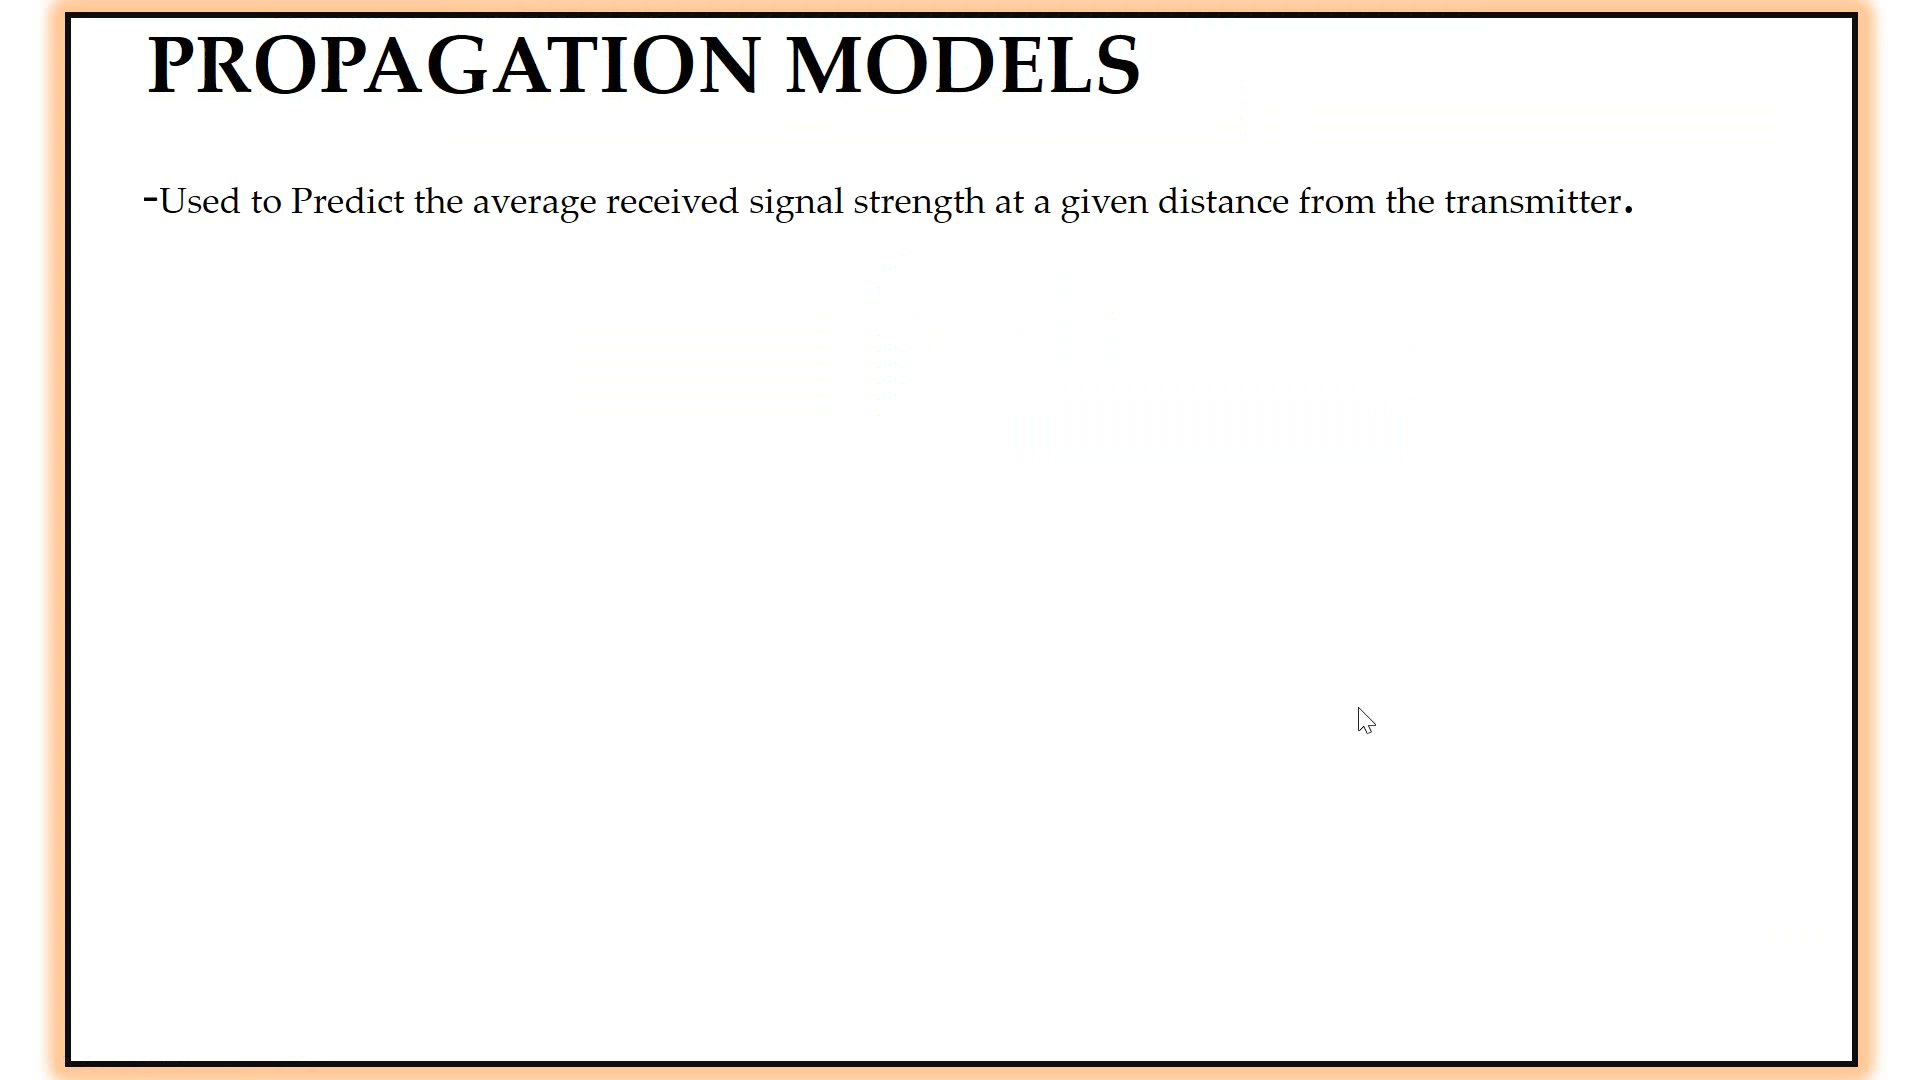 PROPAGATION MODELS
-Used to Predict the average received signal strength at a given distance from the transmitter.